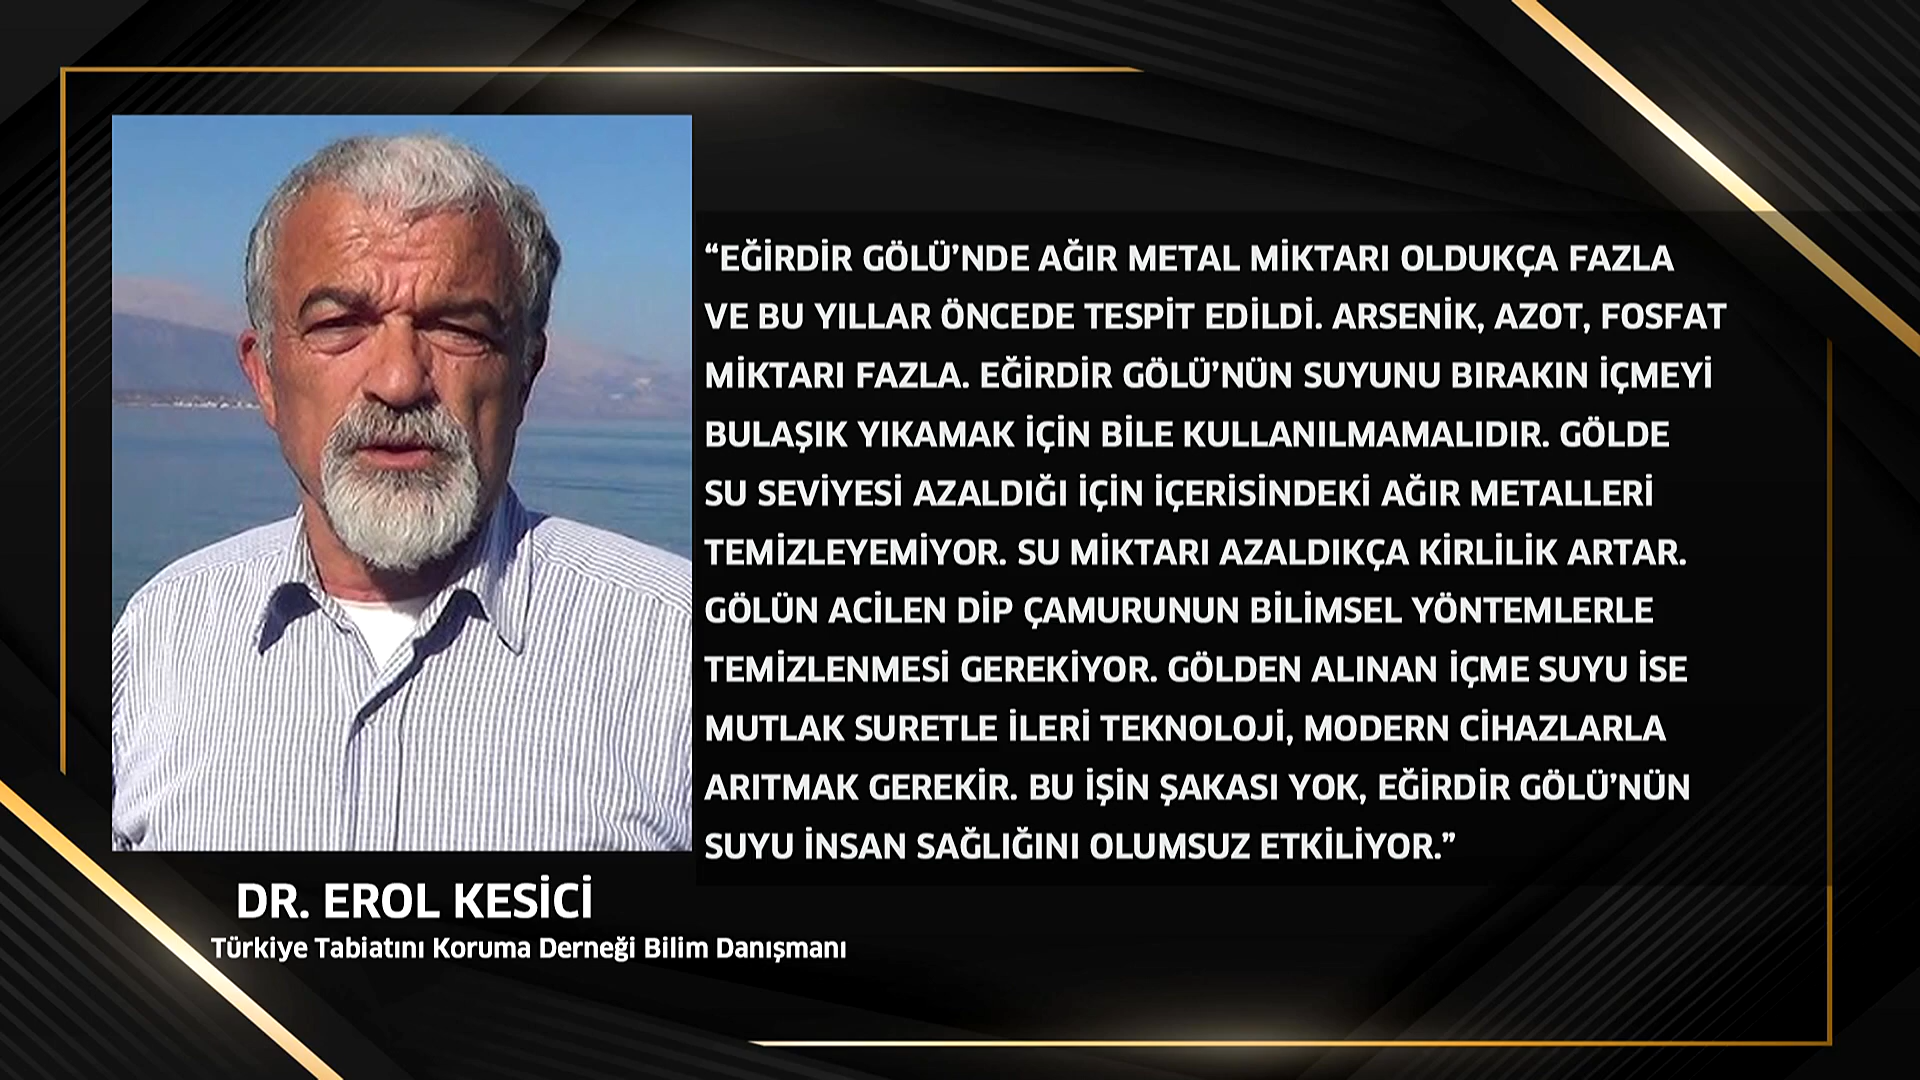 “EĞİRDİR GÖLÜ’NDE AĞIR METAL MİKTARI OLDUKÇA FAZLA
VE BU YILLAR ÖNCEDE TESPİT EDİLDİ. ARSENİK, AZOT, FOSFAT
MİKTARI FAZLA. EĞİRDİR GÖLÜ’NÜN SUYUNU BIRAKIN İÇMEYİ
BULAŞIK YIKAMAK İÇİN BİLE KULLANILMAMALIDIR. GÖLDE
SU SEVİYESİ AZALDIĞI İÇİN İÇERİSİNDEKİ AĞIR METALLERİ
TEMİZLEYEMİYOR. SU MİKTARI AZALDIKÇA KİRLİLİK ARTAR.
GÖLÜN ACİLEN DİP ÇAMURUNUN BİLİMSEL YÖNTEMLERLE
TEMİZLENMESİ GEREKİYOR. GÖLDEN ALINAN İÇME SUYU İSE
MUTLAK SURETLE İLERİ TEKNOLOJİ, MODERN CİHAZLARLA
ARITMAK GEREKİR. BU İŞİN ŞAKASI YOK, EĞİRDİR GÖLÜ’NÜN
SUYU İNSAN SAĞLIĞINI OLUMSUZ ETKİLİYOR.”
DR. EROL KESİCİ
Türkiye Tabiatını Koruma Derneği Bilim Danışmanı